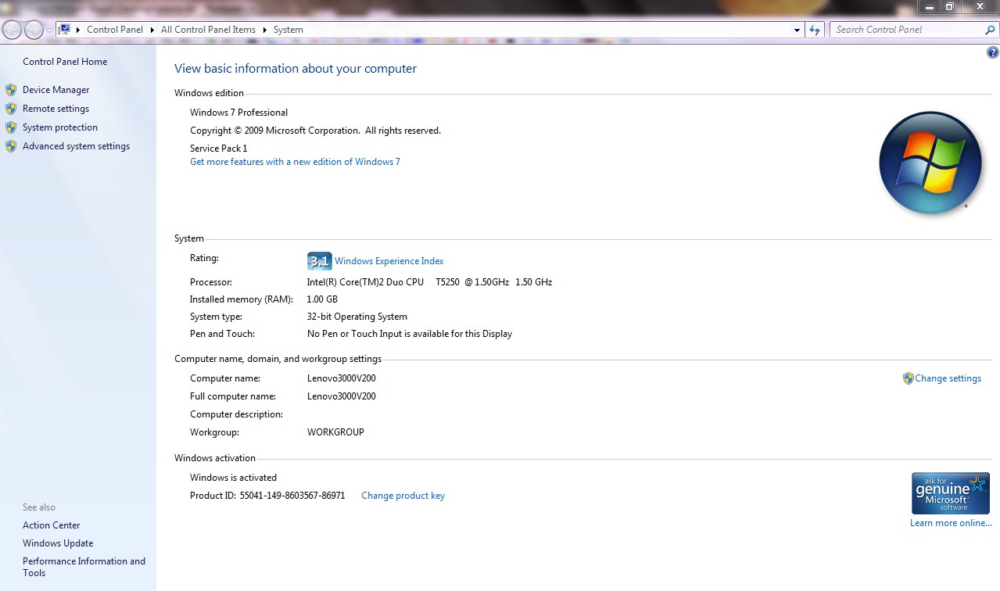 Control Panel ▸ All Control Panel Items ▸ System
Search Control Panel
Control Panel Home
Device Manager
Remote settings
System protection
Advanced system settings
See also
Action Center
Windows Update
Performance Information and
Tools
View basic information about your computer
Windows edition
Windows 7 Professional
Copyright © 2009 Microsoft Corporation.  All rights reserved.
Service Pack 1
Get more features with a new edition of Windows 7
System
Rating: 3.1 Windows Experience Index
Processor: Intel(R) Core(TM)2 Duo CPU     T5250  @ 1.50GHz  1.50 GHz
Installed memory (RAM): 1.00 GB
System type: 32-bit Operating System
Pen and Touch: No Pen or Touch Input is available for this Display
Computer name, domain, and workgroup settings
Computer name: Lenovo3000V200
Change settings
Full computer name: Lenovo3000V200
Computer description:
Workgroup: WORKGROUP
Windows activation
Windows is activated
Product ID: 55041-149-8603567-86971 Change product key
ask for
genuine
Microsoft
software
Learn more online...